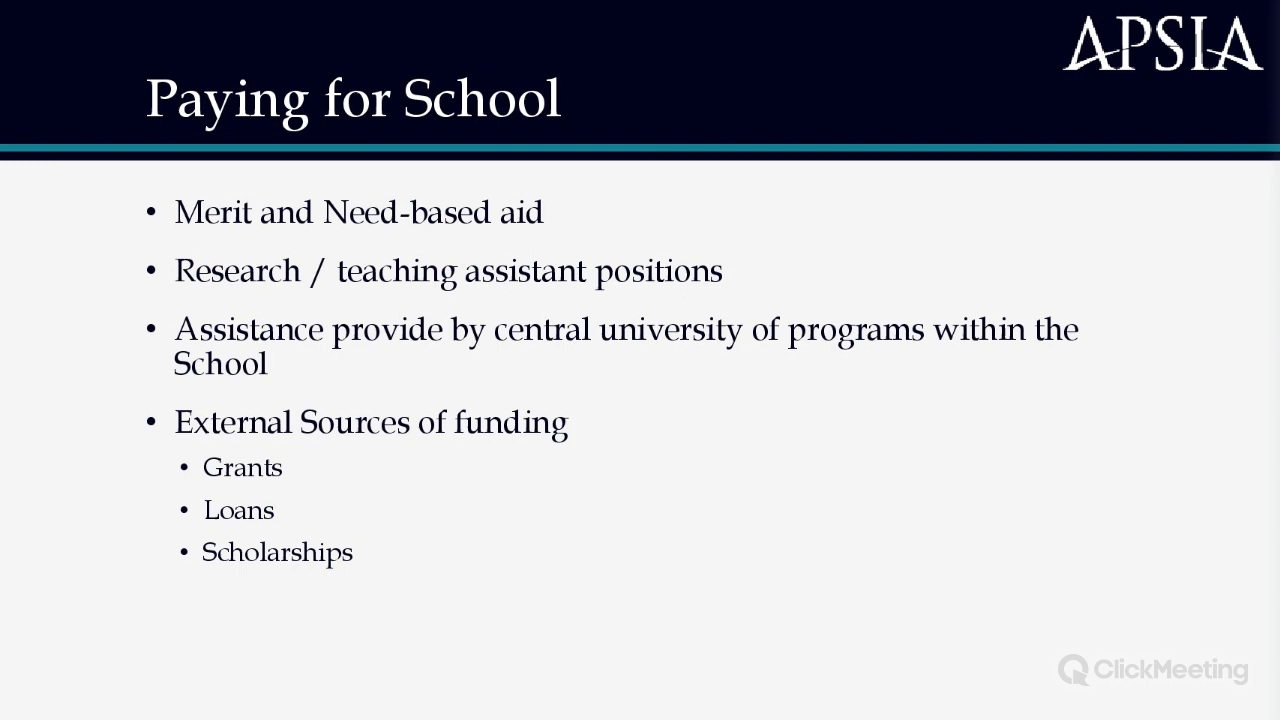 APSIA
Paying for School
• Merit and Need-based aid
• Research / teaching assistant positions
• Assistance provide by central university of programs within the
School
• External Sources of funding
• Grants
• Loans
• Scholarships
ClickMeeting